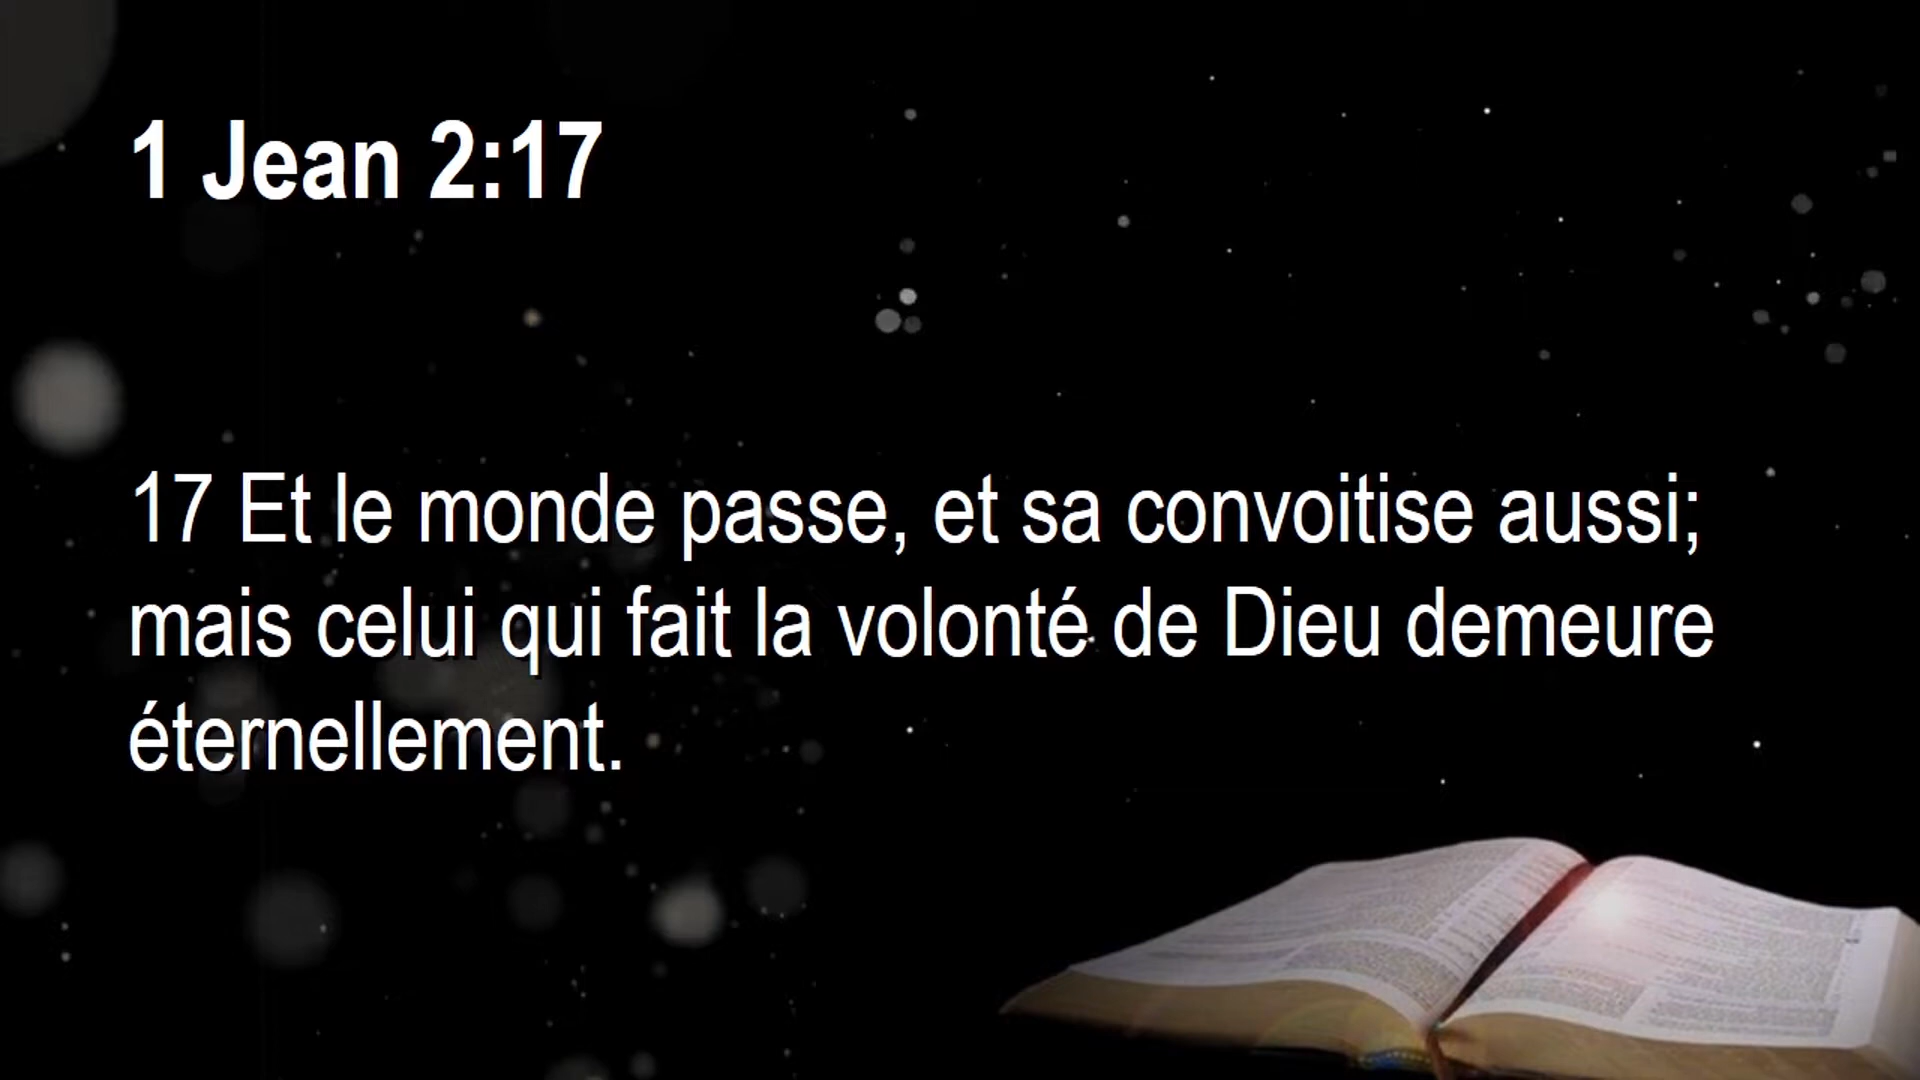 1 Jean 2:17
17 Et le monde passe, et sa convoitise aussi;
mais celui qui fait la volonté de Dieu demeure
éternellement.